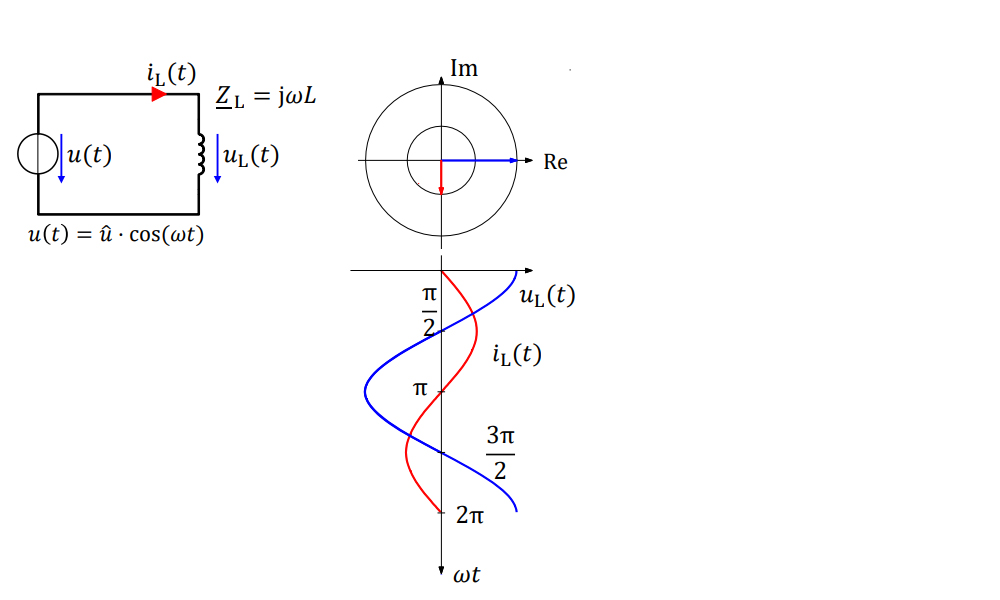 i_L(t)
Z_L = jωL
u(t)
u_L(t)
u(t) = û · cos(ωt)
Im
Re
u_L(t)
π/2
i_L(t)
π
3π/2
2π
ωt